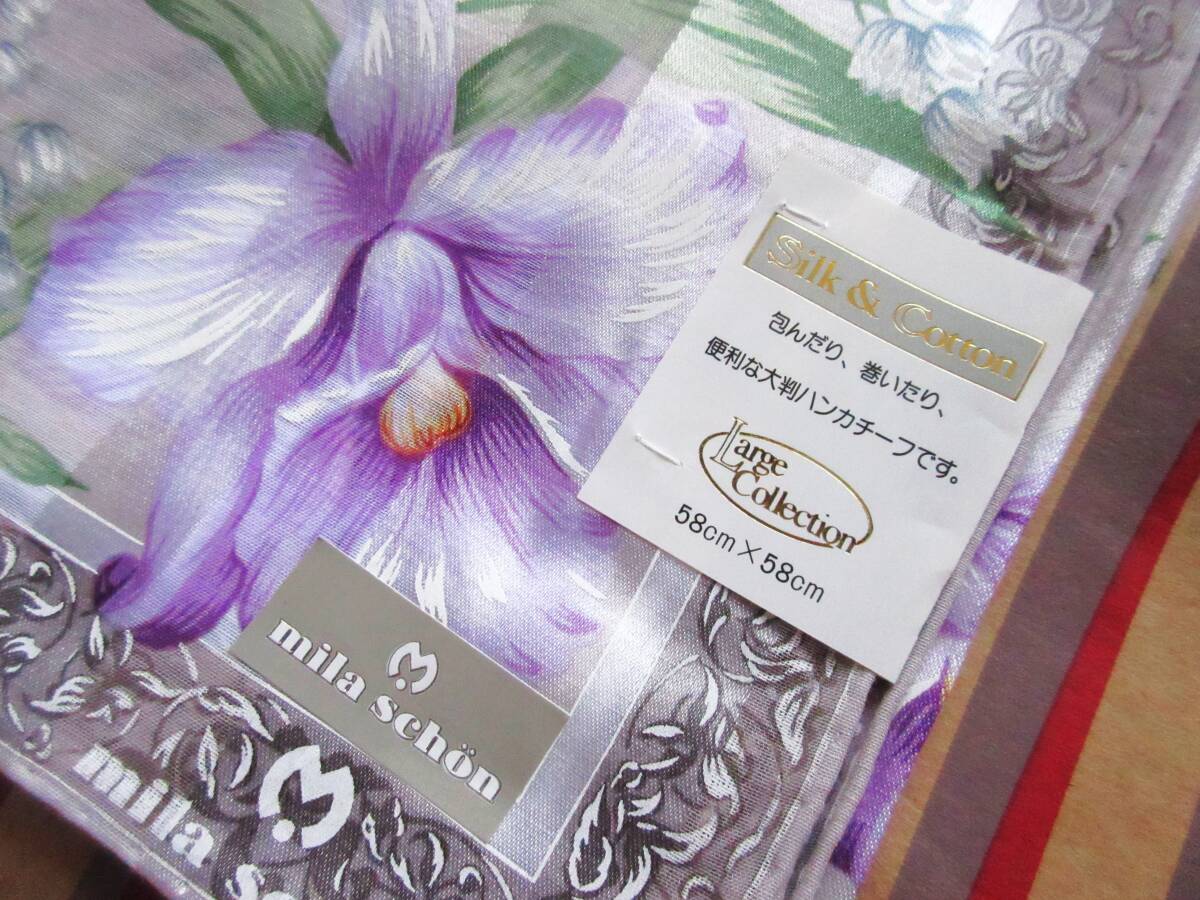 Silk & Cotton
包んだり、巻いたり、
便利な大判ハンカチーフです。
Large
Collection
58cm×58cm
mila schön
mila